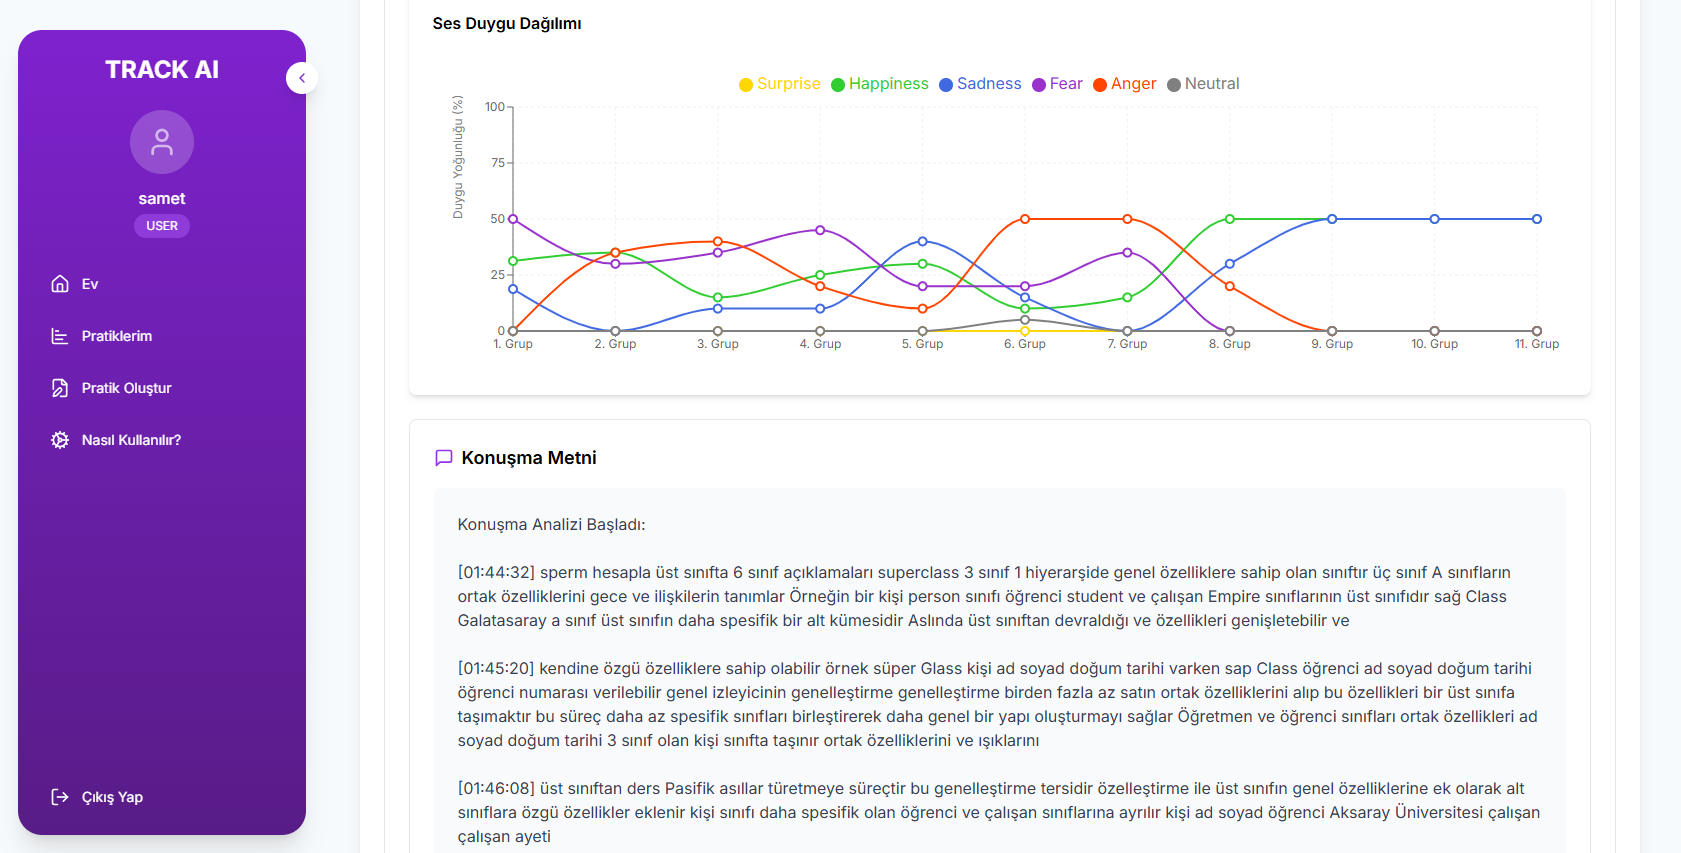 TRACK AI
samet
USER
Ev
Pratiklerim
Pratik Oluştur
Nasıl Kullanılır?
Çıkış Yap
Ses Duygu Dağılımı
Surprise Happiness Sadness Fear Anger Neutral
Duygu Yoğunluğu (%)
100
75
50
25
0
1. Grup 2. Grup 3. Grup 4. Grup 5. Grup 6. Grup 7. Grup 8. Grup 9. Grup 10. Grup 11. Grup
Konuşma Metni
Konuşma Analizi Başladı:
[01:44:32] sperm hesapla üst sınıfta 6 sınıf açıklamaları superclass 3 sınıf 1 hiyerarşide genel özelliklere sahip olan sınıftır üç sınıf A sınıfların
ortak özelliklerini gece ve ilişkilerin tanımlar Örneğin bir kişi person sınıfı öğrenci student ve çalışan Empire sınıflarının üst sınıfıdır sağ Class
Galatasaray a sınıf üst sınıfın daha spesifik bir alt kümesidir Aslında üst sınıftan devraldığı ve özellikleri genişletebilir ve
[01:45:20] kendine özgü özelliklere sahip olabilir örnek süper Glass kişi ad soyad doğum tarihi varken sap Class öğrenci ad soyad doğum tarihi
öğrenci numarası verilebilir genel izleyicinin genelleştirme genelleştirme birden fazla az satın ortak özelliklerini alıp bu özellikleri bir üst sınıfa
taşımaktır bu süreç daha az spesifik sınıfları birleştirerek daha genel bir yapı oluşturmayı sağlar Öğretmen ve öğrenci sınıfları ortak özellikleri ad
soyad doğum tarihi 3 sınıf olan kişi sınıfta taşınır ortak özelliklerini ve ışıklarını
[01:46:08] üst sınıftan ders Pasifik asıllar türetmeye süreçtir bu genelleştirme tersidir özelleştirme ile üst sınıfın genel özelliklerine ek olarak alt
sınıflara özgü özellikler eklenir kişi sınıfı daha spesifik olan öğrenci ve çalışan sınıflarına ayrılır kişi ad soyad öğrenci Aksaray Üniversitesi çalışan
çalışan ayeti